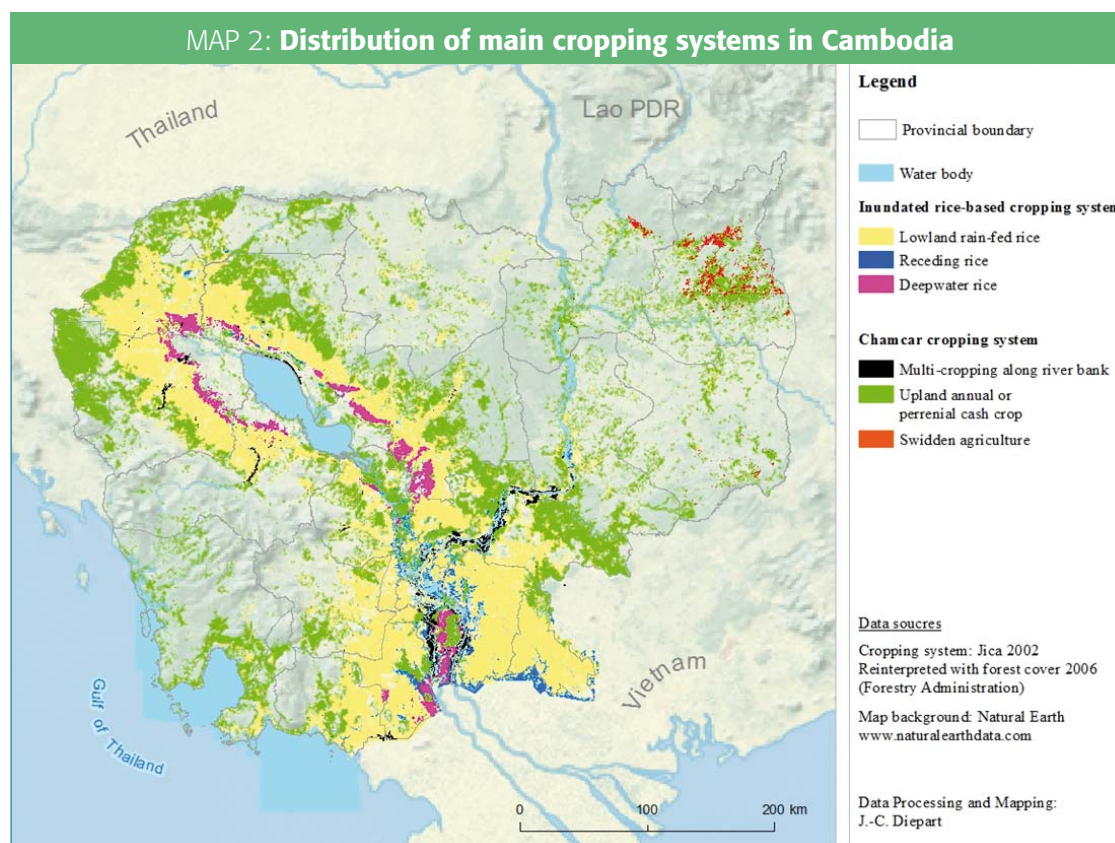 MAP 2: Distribution of main cropping systems in Cambodia
Thailand
Lao PDR
Vietnam
Gulf of Thailand
0 100 200 km
Legend
Provincial boundary
Water body
Inundated rice-based cropping system
Lowland rain-fed rice
Receding rice
Deepwater rice
Chamcar cropping system
Multi-cropping along river bank
Upland annual or
perrenial cash crop
Swidden agriculture
Data soucres
Cropping system: Jica 2002
Reinterpreted with forest cover 2006
(Forestry Administration)
Map background: Natural Earth
www.naturalearthdata.com
Data Processing and Mapping:
J.-C. Diepart